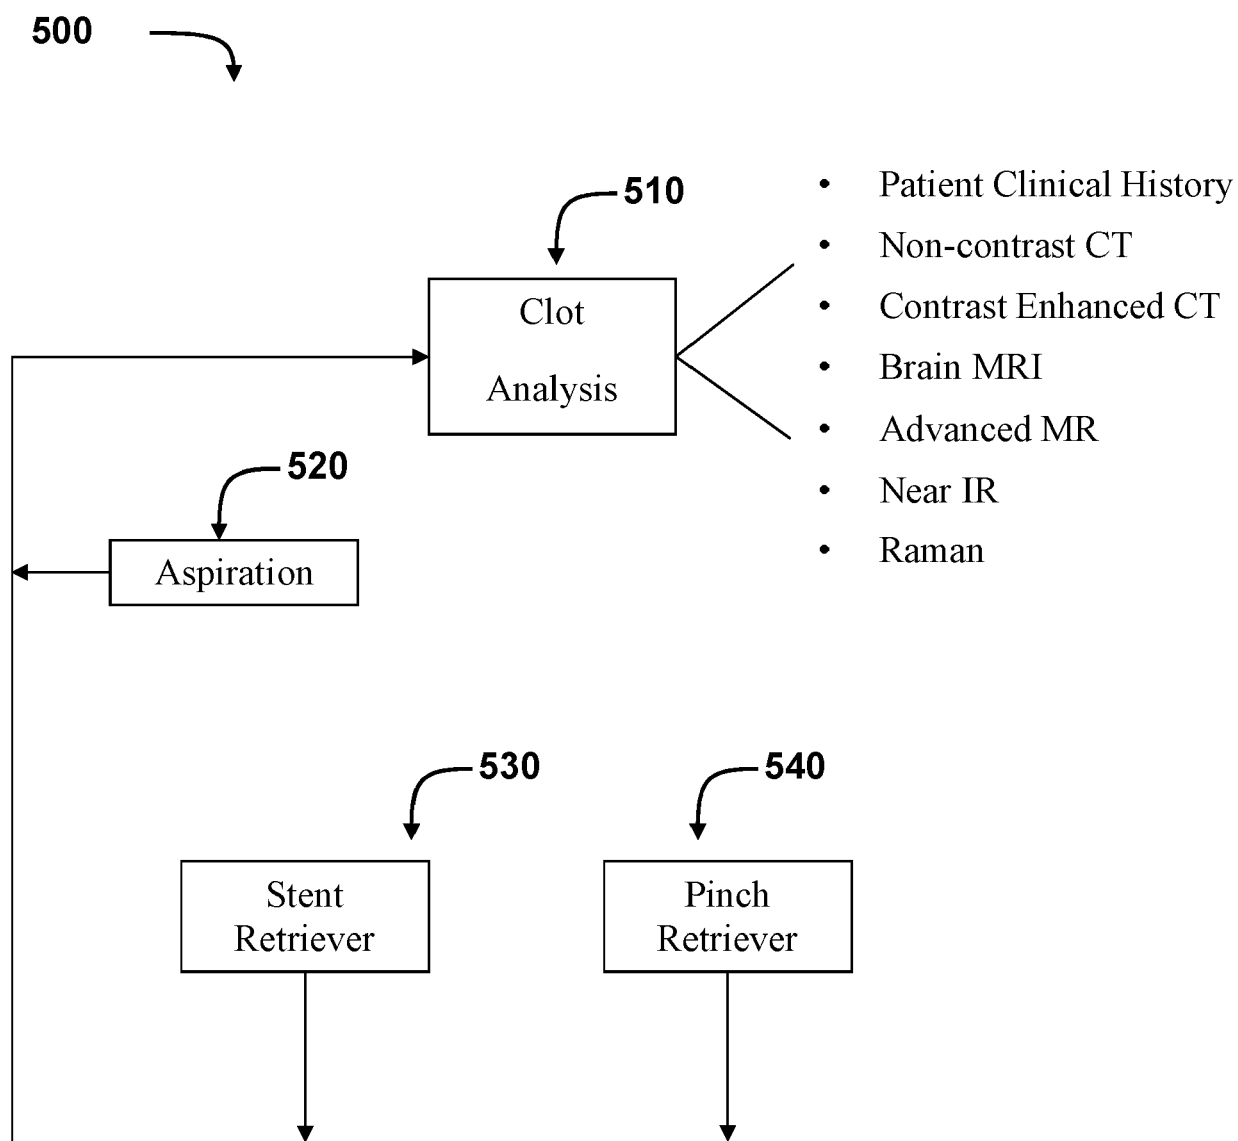 500
510
Clot
Analysis
• Patient Clinical History
• Non-contrast CT
• Contrast Enhanced CT
• Brain MRI
• Advanced MR
• Near IR
• Raman
520
Aspiration
530
540
Stent
Retriever
Pinch
Retriever